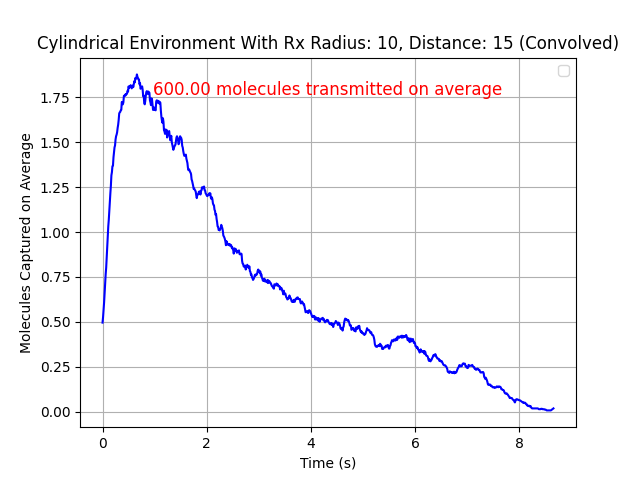 Cylindrical Environment With Rx Radius: 10, Distance: 15 (Convolved)
600.00 molecules transmitted on average
1.75
1.50
1.25
1.00
0.75
0.50
0.25
0.00
Molecules Captured on Average
0 2 4 6 8
Time (s)